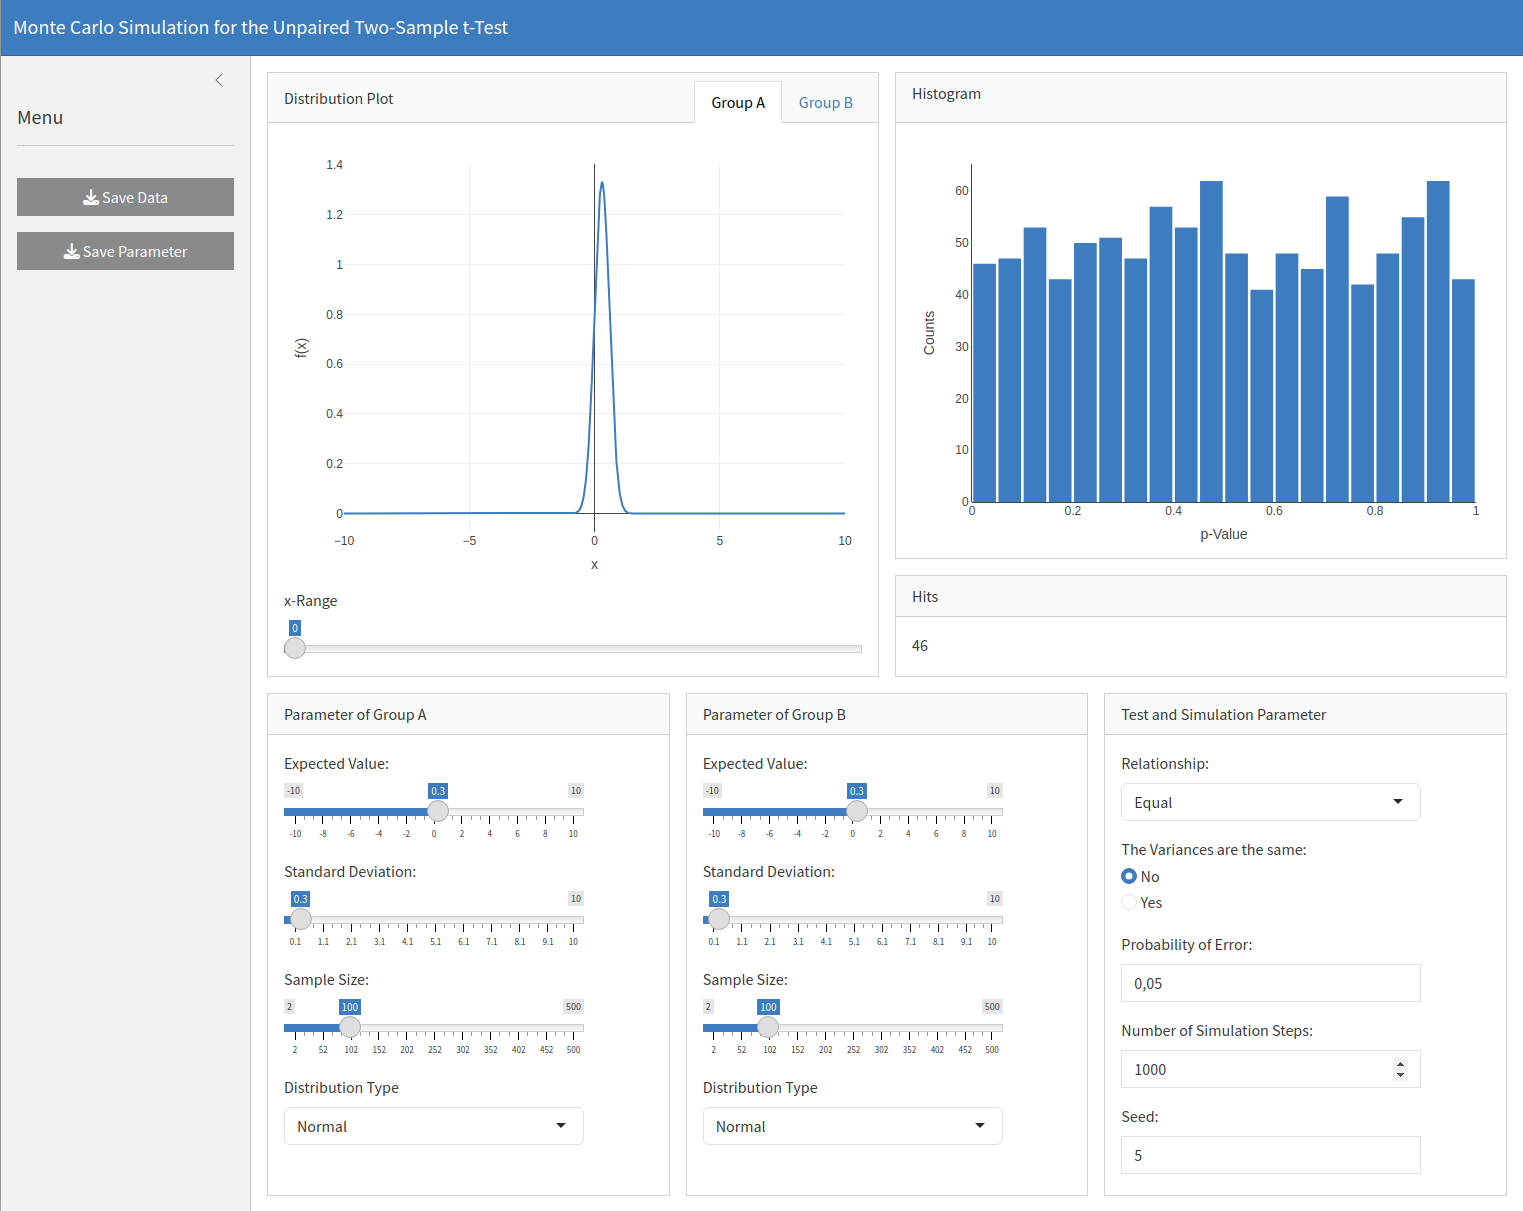 Monte Carlo Simulation for the Unpaired Two-Sample t-Test
Menu
Save Data
Save Parameter
Distribution Plot
Group A
Group B
1.4
1.2
1
0.8
0.6
0.4
0.2
0
f(x)
−10
−5
0
5
10
x
x-Range
0
Histogram
60
50
40
30
20
10
0
Counts
0
0.2
0.4
0.6
0.8
1
p-Value
Hits
46
Parameter of Group A
Expected Value:
-10 0.3 10
-10 -8 -6 -4 -2 0 2 4 6 8 10
Standard Deviation:
0.3 10
0.1 1.1 2.1 3.1 4.1 5.1 6.1 7.1 8.1 9.1 10
Sample Size:
2 100 500
2 52 102 152 202 252 302 352 402 452 500
Distribution Type
Normal
Parameter of Group B
Expected Value:
-10 0.3 10
-10 -8 -6 -4 -2 0 2 4 6 8 10
Standard Deviation:
0.3 10
0.1 1.1 2.1 3.1 4.1 5.1 6.1 7.1 8.1 9.1 10
Sample Size:
2 100 500
2 52 102 152 202 252 302 352 402 452 500
Distribution Type
Normal
Test and Simulation Parameter
Relationship:
Equal
The Variances are the same:
No
Yes
Probability of Error:
0,05
Number of Simulation Steps:
1000
Seed:
5